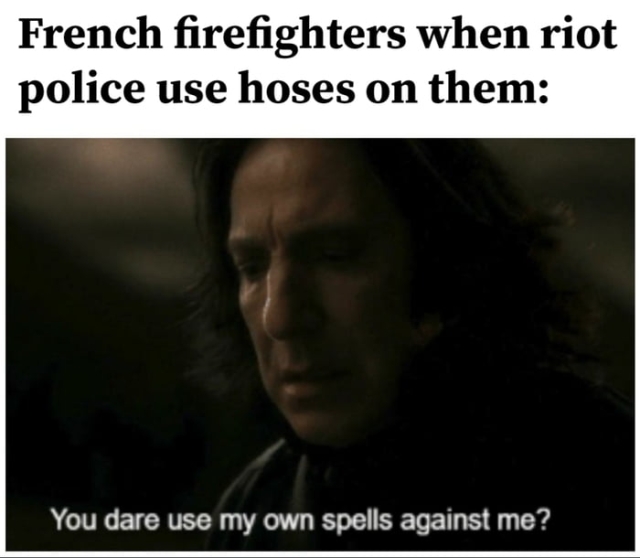 French firefighters when riot
police use hoses on them:
You dare use my own spells against me?